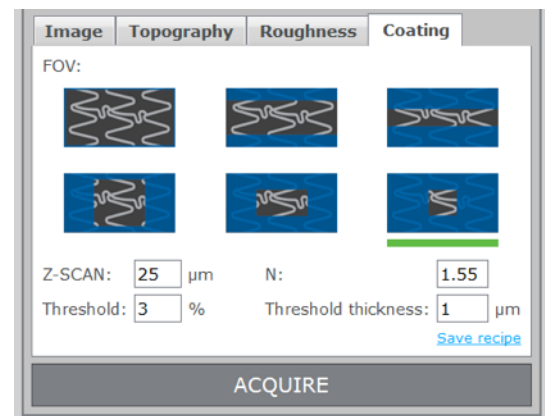 Image Topography Roughness Coating
FOV:
Z-SCAN: 25 µm N: 1.55
Threshold: 3 % Threshold thickness: 1 µm
Save recipe
ACQUIRE